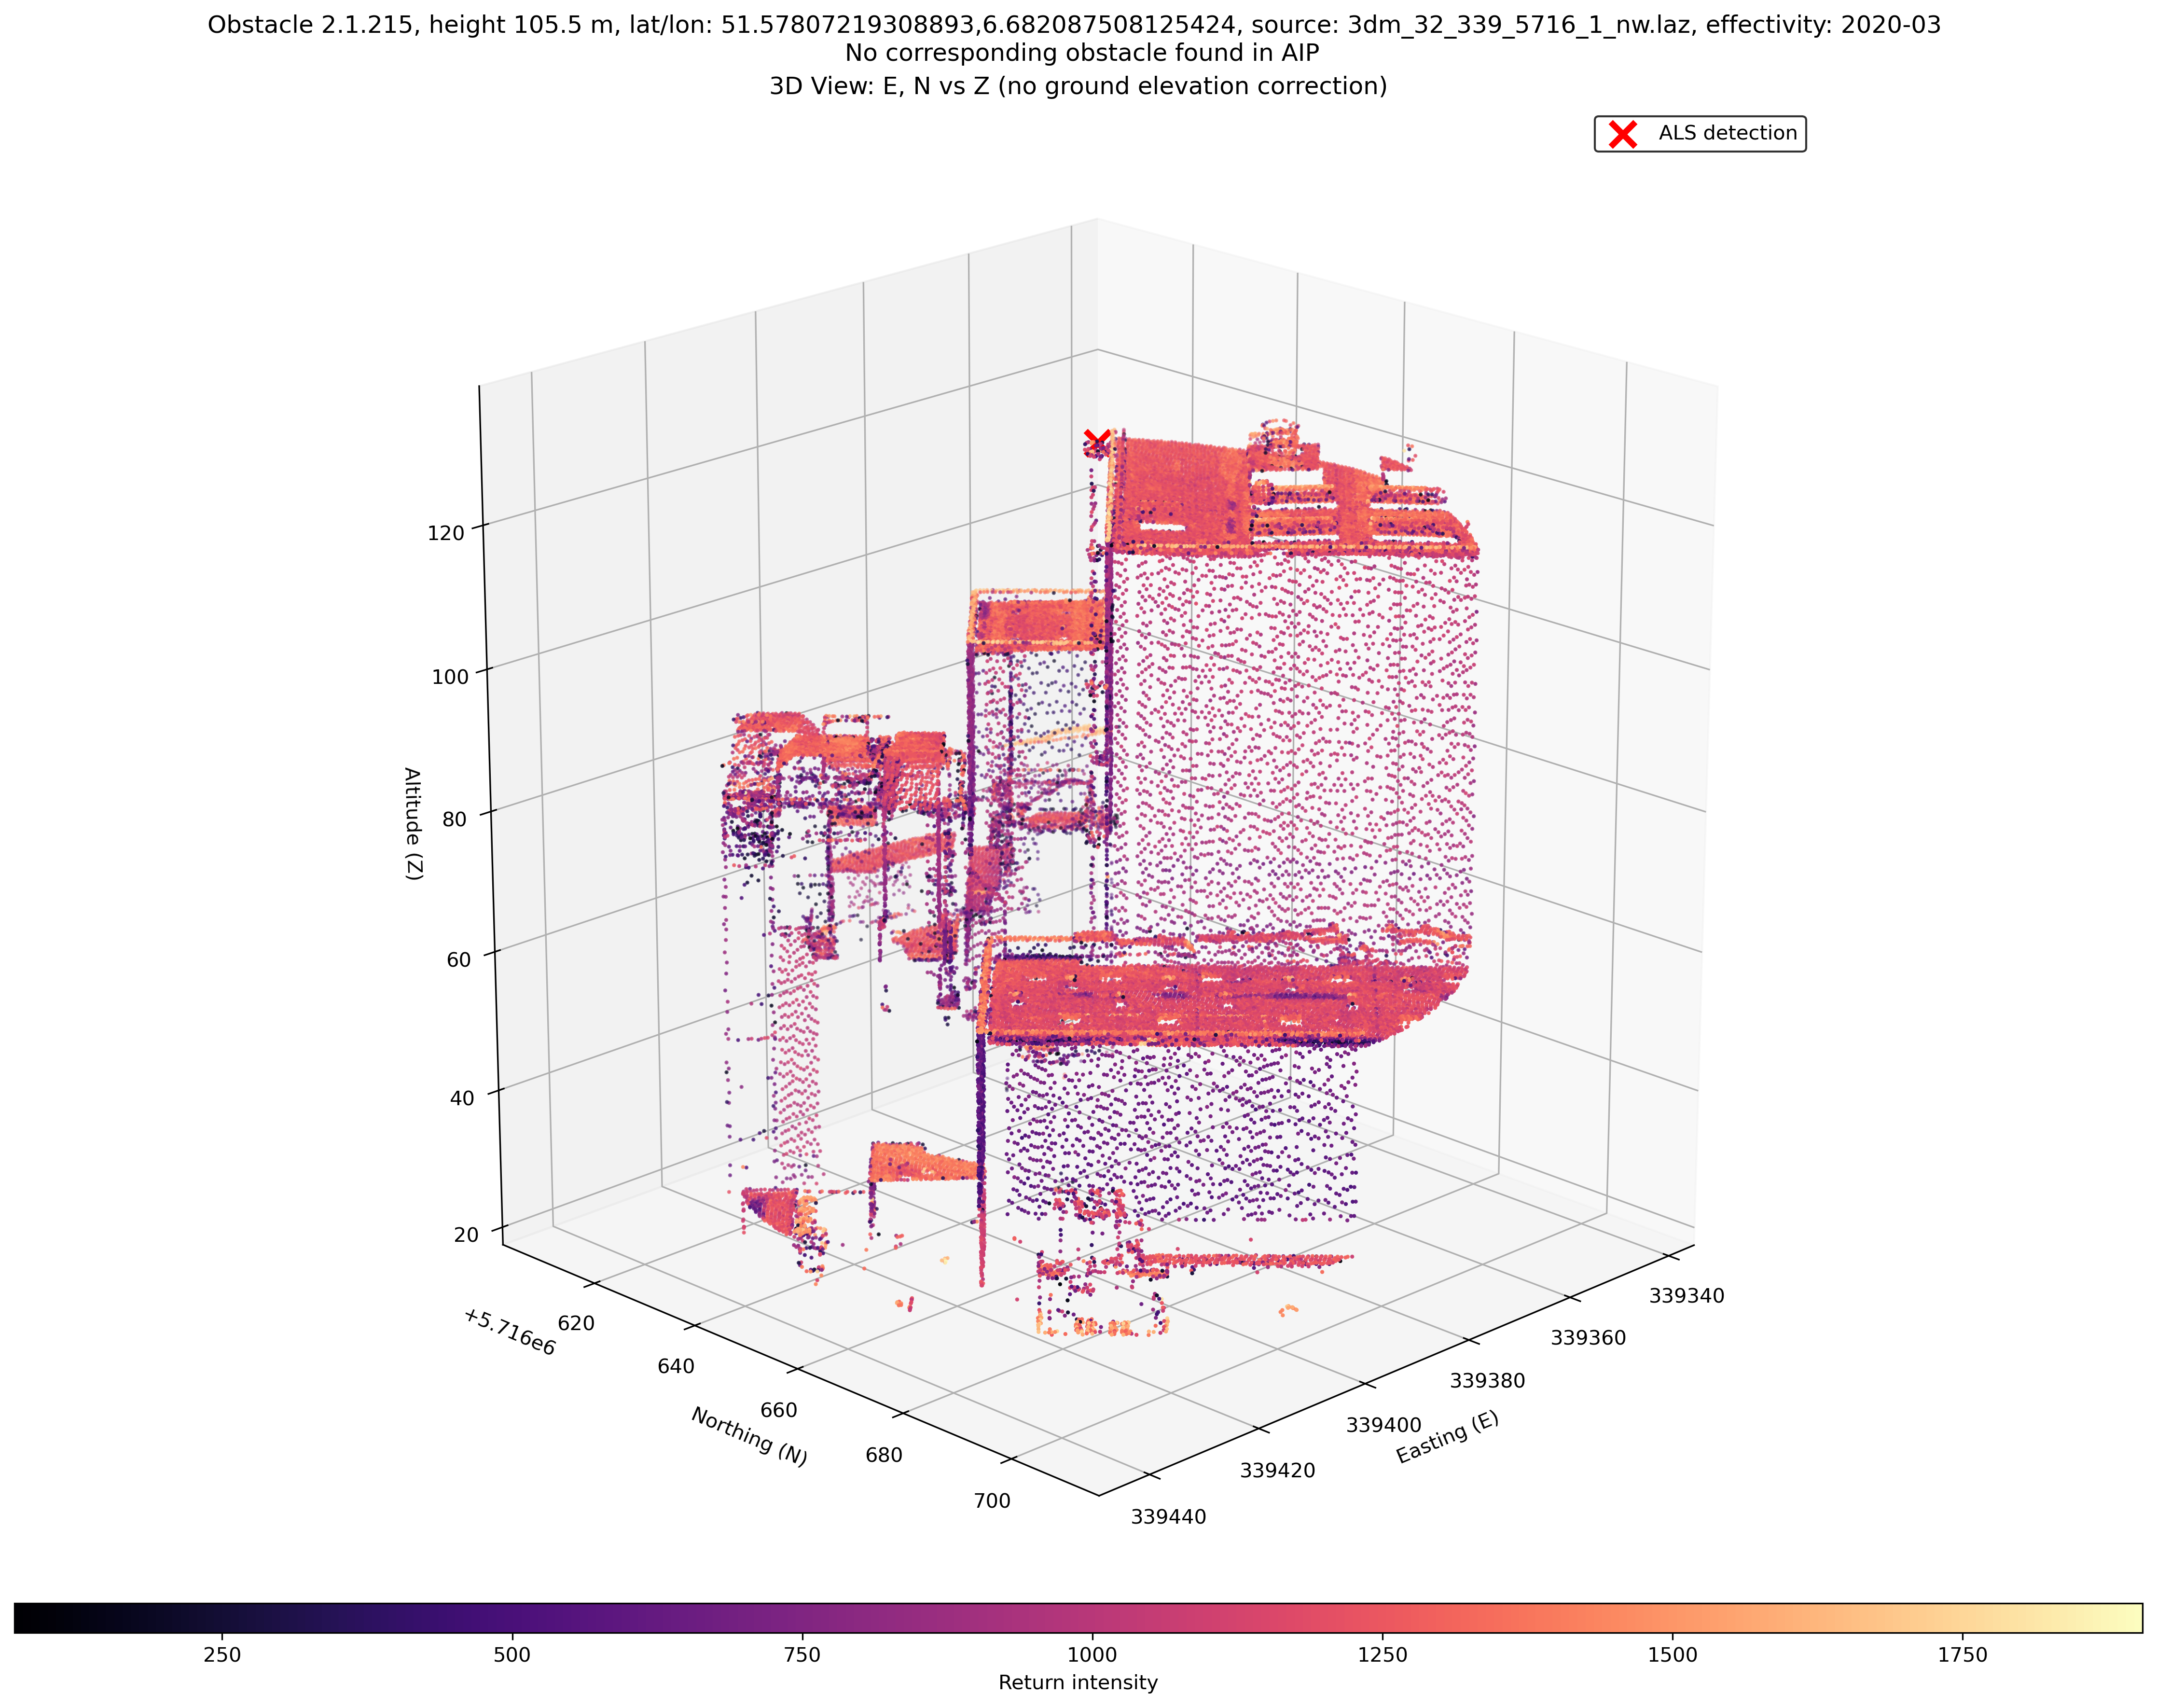 Obstacle 2.1.215, height 105.5 m, lat/lon: 51.57807219308893,6.682087508125424, source: 3dm_32_339_5716_1_nw.laz, effectivity: 2020-03
No corresponding obstacle found in AIP
3D View: E, N vs Z (no ground elevation correction)
ALS detection
120
100
80
60
40
20
Altitude (Z)
+5.716e6
620
640
660
680
700
Northing (N)
339340
339360
339380
339400
339420
339440
Easting (E)
250
500
750
1000
1250
1500
1750
Return intensity